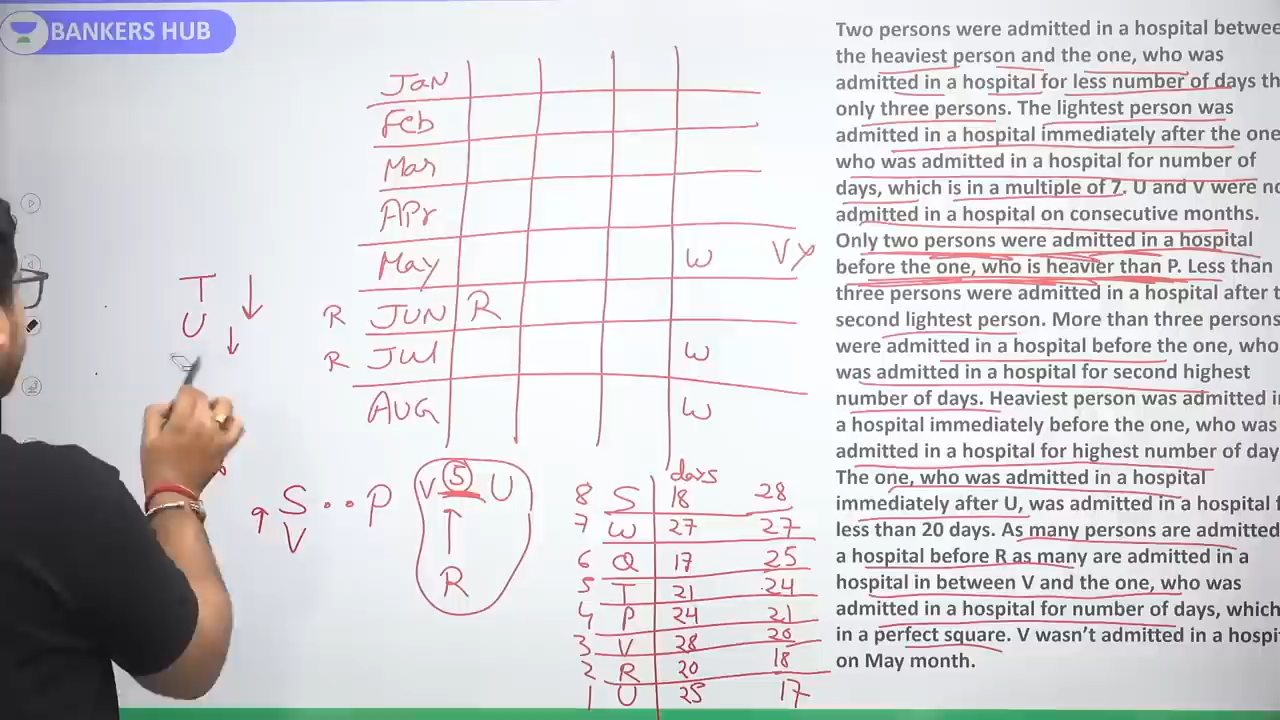 BANKERS HUB
Two persons were admitted in a hospital betwee
the heaviest person and the one, who was
admitted in a hospital for less number of days th
only three persons. The lightest person was
admitted in a hospital immediately after the one
who was admitted in a hospital for number of
days, which is in a multiple of 7. U and V were no
admitted in a hospital on consecutive months.
Only two persons were admitted in a hospital
before the one, who is heavier than P. Less than
three persons were admitted in a hospital after t
second lightest person. More than three persons
were admitted in a hospital before the one, who
was admitted in a hospital for second highest
number of days. Heaviest person was admitted i
a hospital immediately before the one, who was
admitted in a hospital for highest number of day
The one, who was admitted in a hospital
immediately after U, was admitted in a hospital
less than 20 days. As many persons are admitted
a hospital before R as many are admitted in a
hospital in between V and the one, who was
admitted in a hospital for number of days, which
in a perfect square. V wasn't admitted in a hospi
on May month.
Jan
Feb
Mar
APr
May W V
R JUN R
R Jul W
AUG W
T
U
S .. P
V
V 5 U
R
days
8 S 18 28
7 W 27 27
6 Q 17 25
5 T 21 24
4 P 24 21
3 V 28 20
2 R 20 18
1 U 25 17